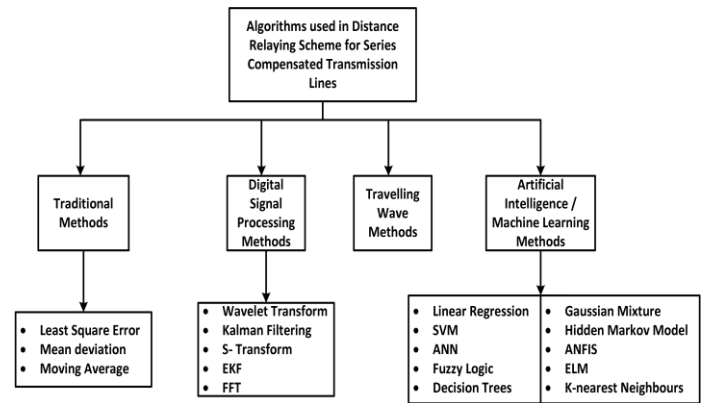 Algorithms used in Distance
Relaying Scheme for Series
Compensated Transmission
Lines
Traditional
Methods
Digital
Signal
Processing
Methods
Travelling
Wave
Methods
Artificial
Intelligence /
Machine Learning
Methods
• Least Square Error
• Mean deviation
• Moving Average
• Wavelet Transform
• Kalman Filtering
• S- Transform
• EKF
• FFT
• Linear Regression
• SVM
• ANN
• Fuzzy Logic
• Decision Trees
• Gaussian Mixture
• Hidden Markov Model
• ANFIS
• ELM
• K-nearest Neighbours